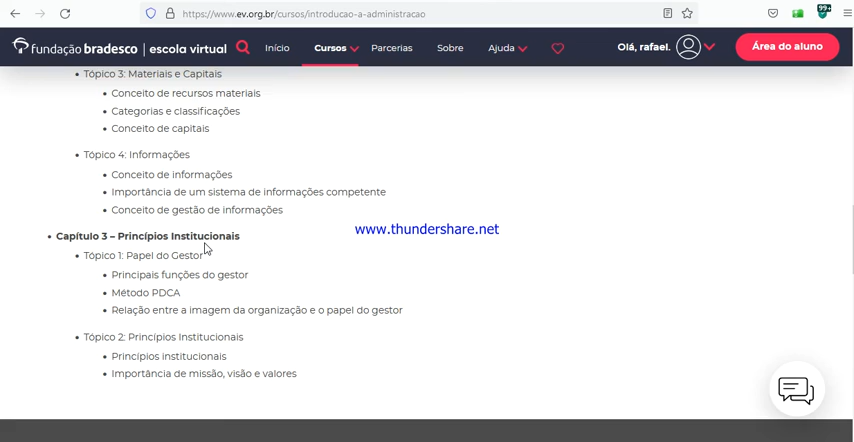 https://www.ev.org.br/cursos/introducao-a-administracao
99+
fundação bradesco | escola virtual
Início
Cursos
Parcerias
Sobre
Ajuda
Olá, rafael.
Área do aluno
• Tópico 3: Materiais e Capitais
• Conceito de recursos materiais
• Categorias e classificações
• Conceito de capitais
• Tópico 4: Informações
• Conceito de informações
• Importância de um sistema de informações competente
• Conceito de gestão de informações
www.thundershare.net
• Capítulo 3 – Princípios Institucionais
• Tópico 1: Papel do Gestor
• Principais funções do gestor
• Método PDCA
• Relação entre a imagem da organização e o papel do gestor
• Tópico 2: Princípios Institucionais
• Princípios institucionais
• Importância de missão, visão e valores